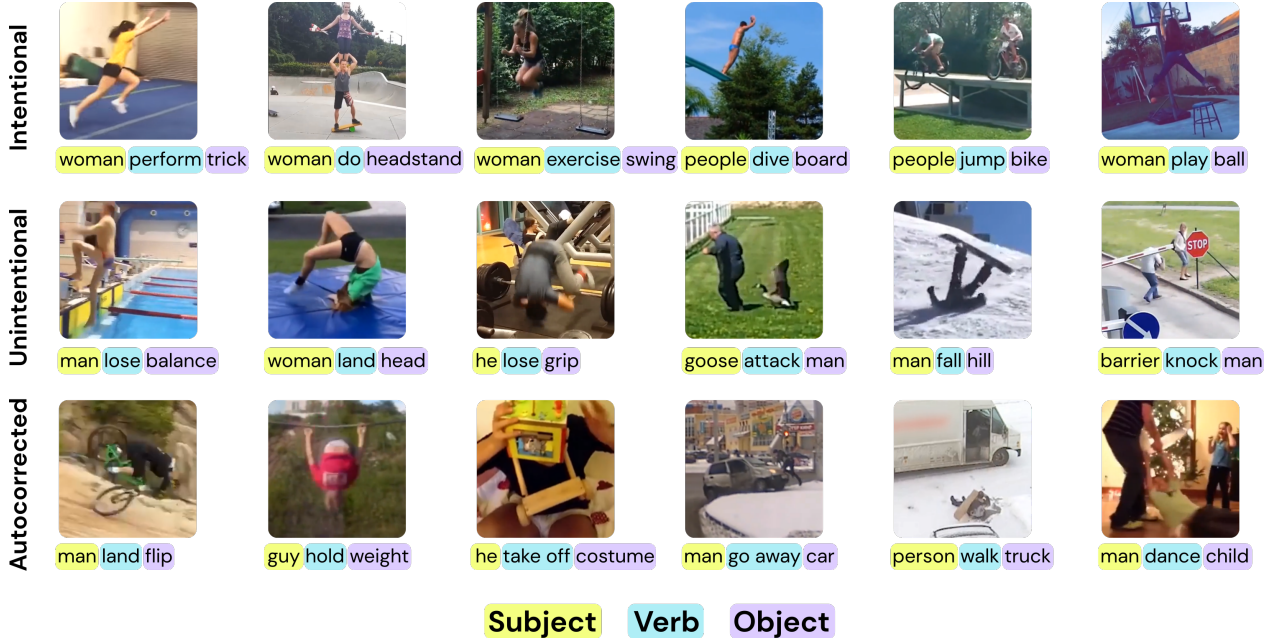 Intentional
woman perform trick
woman do headstand
woman exercise swing
people dive board
people jump bike
woman play ball
Unintentional
STOP
man lose balance
woman land head
he lose grip
goose attack man
man fall hill
barrier knock man
Autocorrected
man land flip
guy hold weight
he take off costume
man go away car
person walk truck
man dance child
Subject Verb Object